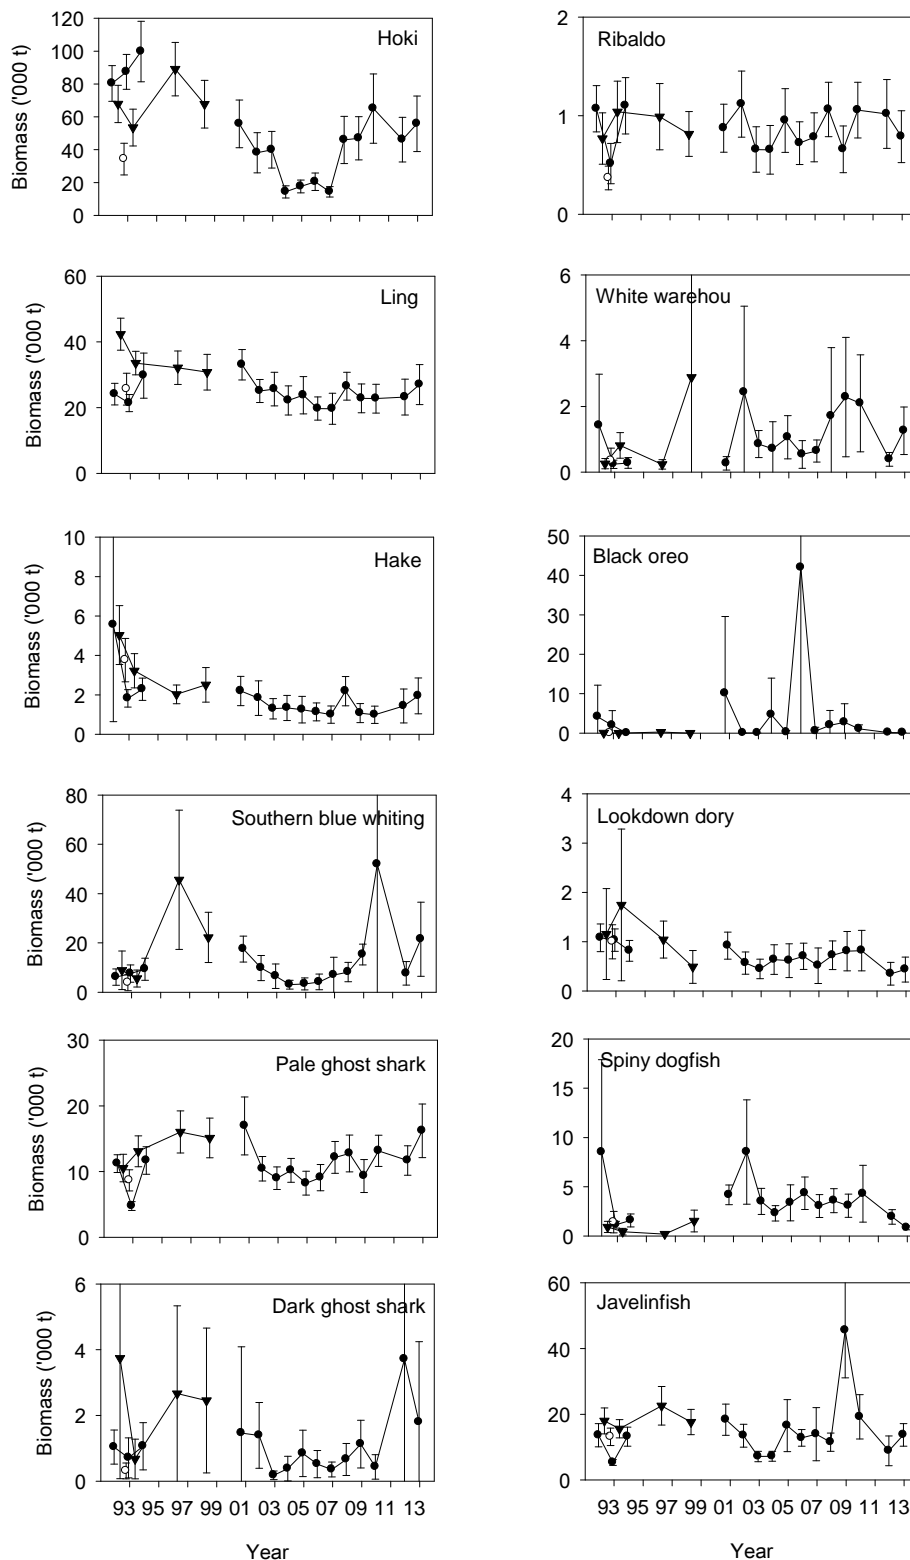 Hoki
Biomass ('000 t)
120
100
80
60
40
20
0
Ribaldo
2
1
0
Ling
Biomass ('000 t)
60
40
20
0
White warehou
6
4
2
0
Hake
Biomass ('000 t)
10
8
6
4
2
0
Black oreo
50
40
30
20
10
0
Southern blue whiting
Biomass ('000 t)
80
60
40
20
0
Lookdown dory
4
3
2
1
0
Pale ghost shark
Biomass ('000 t)
30
20
10
0
Spiny dogfish
20
15
10
5
0
Dark ghost shark
Biomass ('000 t)
6
4
2
0
93 95 97 99 01 03 05 07 09 11 13
Year
Javelinfish
60
40
20
0
93 95 97 99 01 03 05 07 09 11 13
Year